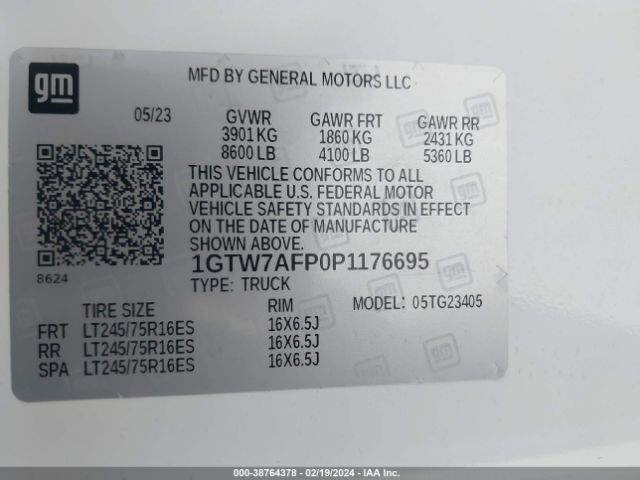 gm
MFD BY GENERAL MOTORS LLC
05/23
GVWR GAWR FRT GAWR RR
3901 KG 1860 KG 2431 KG
8600 LB 4100 LB 5360 LB
THIS VEHICLE CONFORMS TO ALL
APPLICABLE U.S. FEDERAL MOTOR
VEHICLE SAFETY STANDARDS IN EFFECT
ON THE DATE OF MANUFACTURE
SHOWN ABOVE.
8624
1GTW7AFP0P1176695
TYPE: TRUCK
TIRE SIZE RIM MODEL: 05TG23405
FRT LT245/75R16ES 16X6.5J
RR LT245/75R16ES 16X6.5J
SPA LT245/75R16ES 16X6.5J
000-38764378 - 02/19/2024 - IAA Inc.